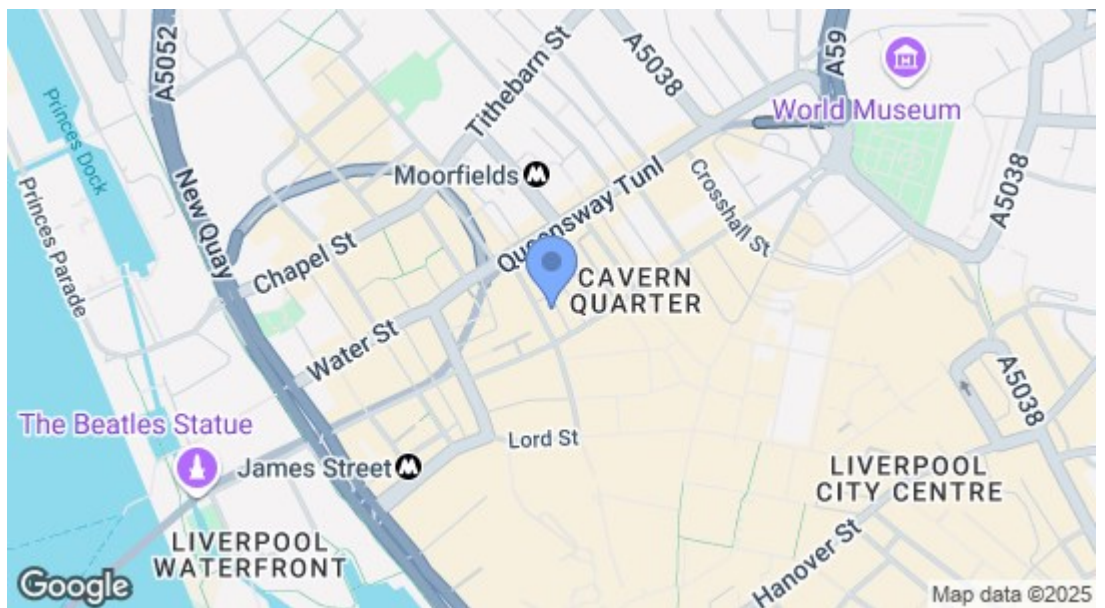 A5052
Tithebarn St
A5038
A59
World Museum
Princes Dock
Moorfields
Crosshall St
A5038
Princes Parade
New Quay
Queensway Tunl
Chapel St
CAVERN
QUARTER
Water St
A5038
The Beatles Statue
Lord St
James Street
LIVERPOOL
CITY CENTRE
LIVERPOOL
WATERFRONT
Hanover St
Google
Map data ©2025